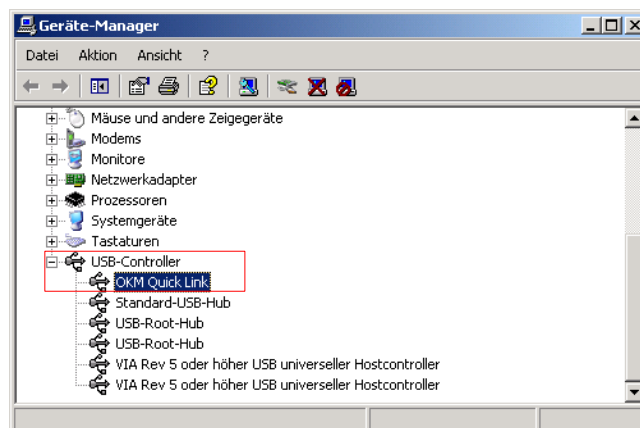 Geräte-Manager
Datei Aktion Ansicht ?
Mäuse und andere Zeigegeräte
Modems
Monitore
Netzwerkadapter
Prozessoren
Systemgeräte
Tastaturen
USB-Controller
OKM Quick Link
Standard-USB-Hub
USB-Root-Hub
USB-Root-Hub
VIA Rev 5 oder höher USB universeller Hostcontroller
VIA Rev 5 oder höher USB universeller Hostcontroller